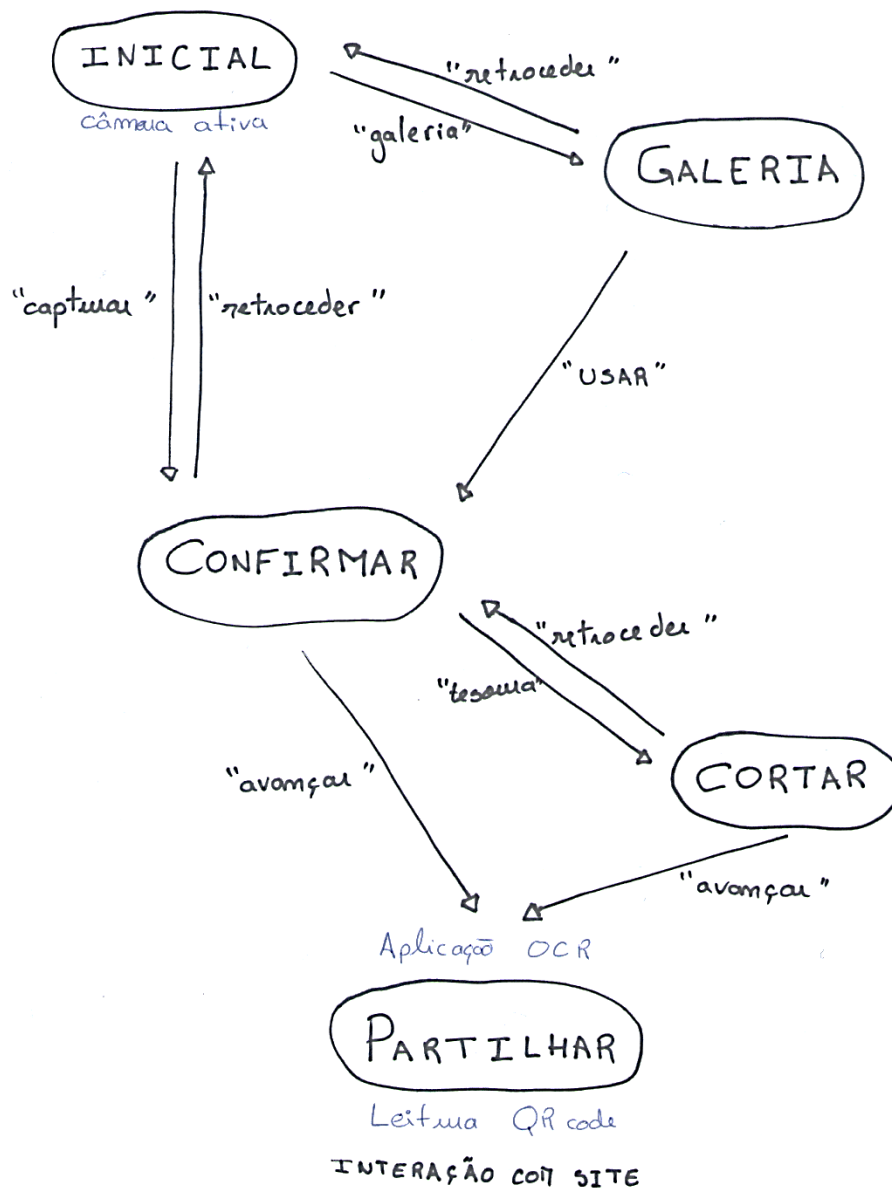 INICIAL
câmara ativa
"retroceder"
"galeria"
GALERIA
"capturar"
"retroceder"
"USAR"
CONFIRMAR
"retroceder"
"tesoura"
CORTAR
"avançar"
"avançar"
Aplicação OCR
PARTILHAR
Leitura QR code
INTERAÇÃO COM SITE